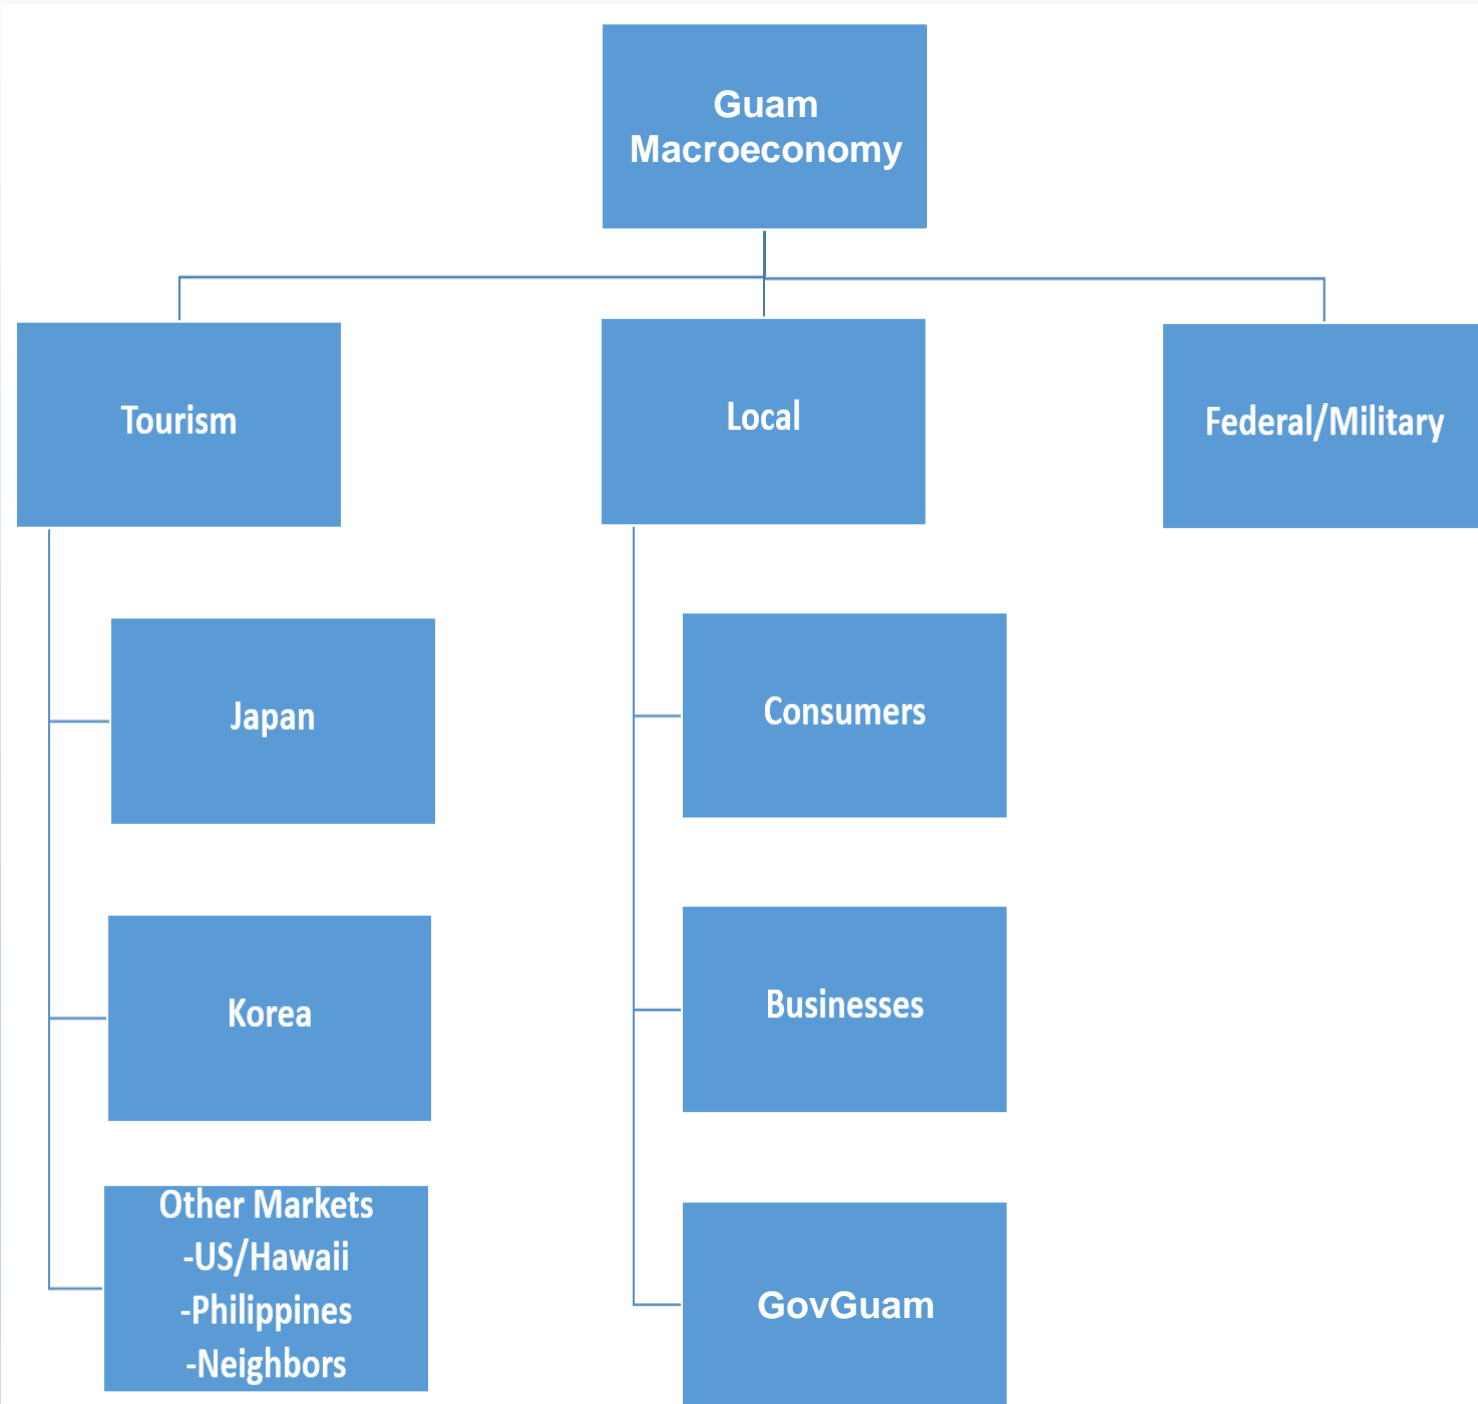 Guam
Macroeconomy
Tourism
Local
Federal/Military
Japan
Consumers
Korea
Businesses
Other Markets
-US/Hawaii
-Philippines
-Neighbors
GovGuam